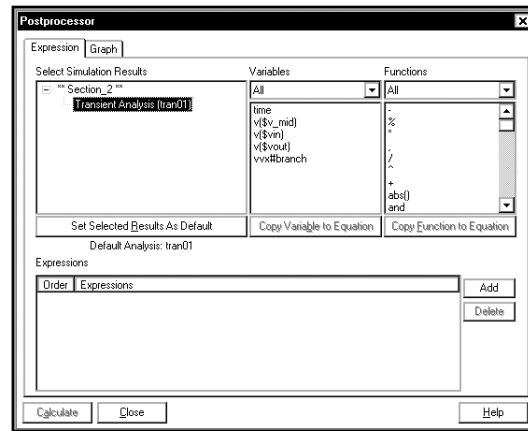 Postprocessor
Expression Graph
Select Simulation Results Variables Functions
** Section_2 ** All All
Transient Analysis (tran01)
time
v($v_mid)
v($vin)
v($vout)
vvx#branch
-
%
*
,
/
^
+
abs()
and
Set Selected Results As Default Copy Variable to Equation Copy Function to Equation
Default Analysis: tran01
Expressions
Order Expressions
Add
Delete
Calculate Close Help